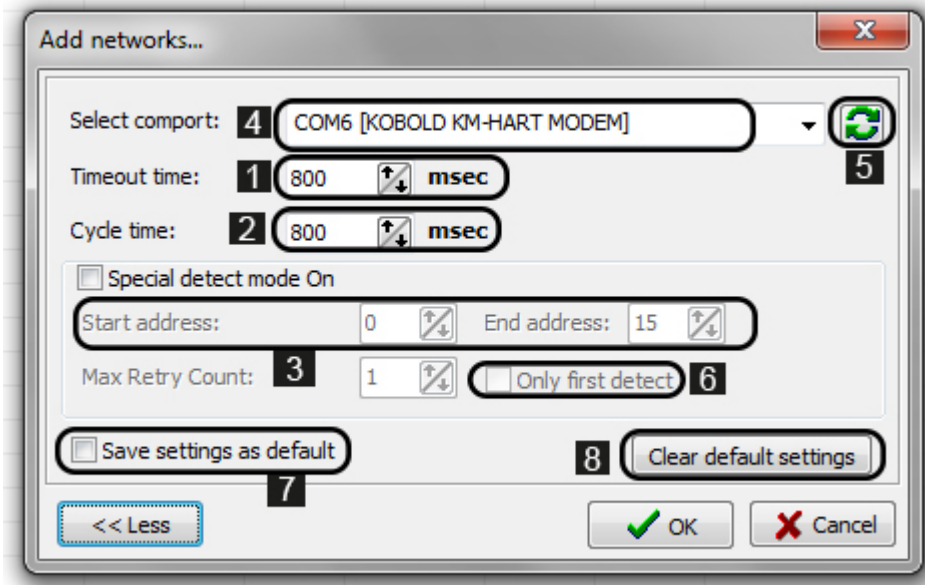 Add networks...
Select comport: 4 COM6 [KOBOLD KM-HART MODEM]
5
Timeout time: 1 800 msec
Cycle time: 2 800 msec
Special detect mode On
Start address: 0 End address: 15
3
Max Retry Count: 1 Only first detect 6
Save settings as default 8 Clear default settings
7
<< Less OK Cancel